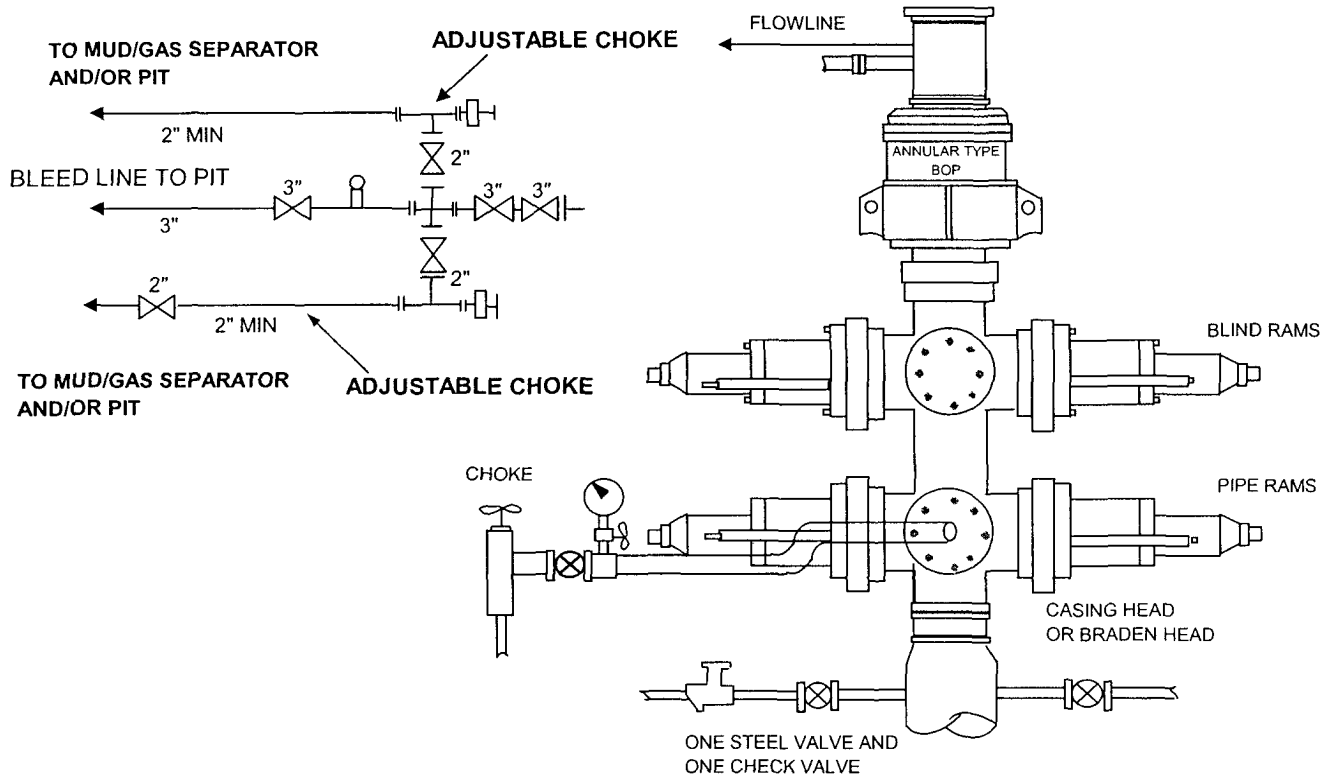 FLOWLINE
TO MUD/GAS SEPARATOR
AND/OR PIT
ADJUSTABLE CHOKE
2" MIN
2"
ANNULAR TYPE
BOP
BLEED LINE TO PIT
3"
3"
3"
3"
2"
2"
2" MIN
TO MUD/GAS SEPARATOR
AND/OR PIT
ADJUSTABLE CHOKE
BLIND RAMS
CHOKE
PIPE RAMS
CASING HEAD
OR BRADEN HEAD
ONE STEEL VALVE AND
ONE CHECK VALVE